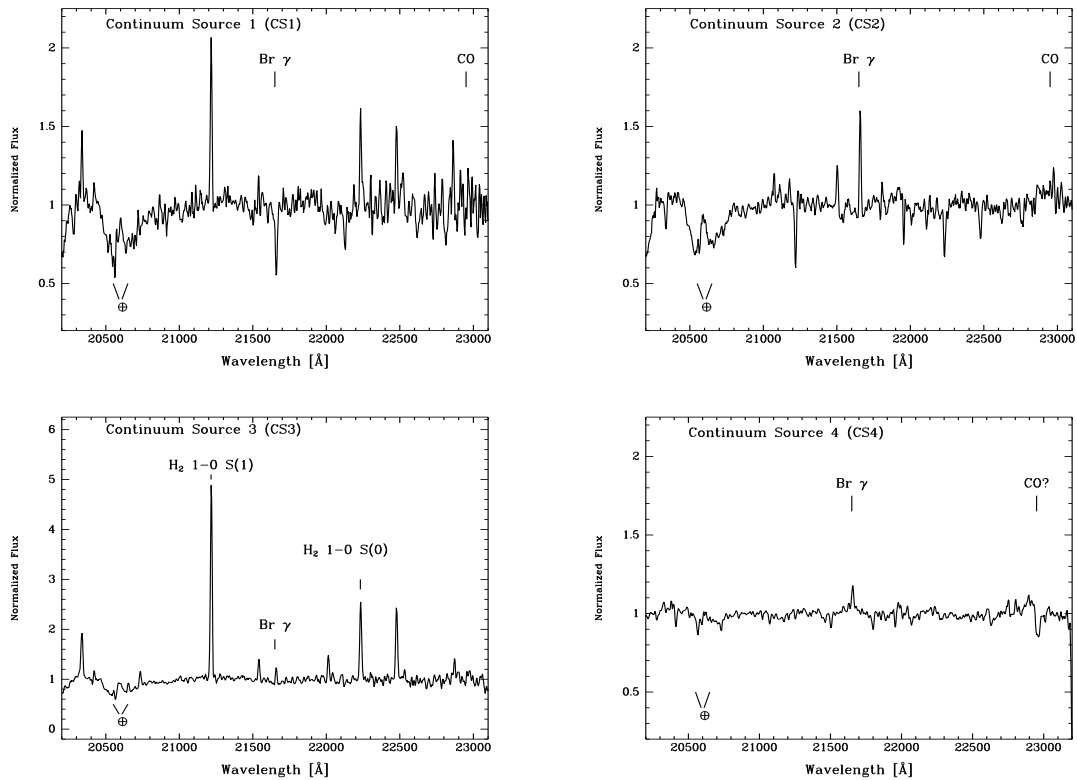 Continuum Source 1 (CS1)
Br γ
CO
2
1.5
1
0.5
Normalized Flux
⊕
20500 21000 21500 22000 22500 23000
Wavelength [Å]
Continuum Source 2 (CS2)
Br γ
CO
2
1.5
1
0.5
Normalized Flux
⊕
20500 21000 21500 22000 22500 23000
Wavelength [Å]
Continuum Source 3 (CS3)
H₂ 1−0 S(1)
H₂ 1−0 S(0)
Br γ
6
5
4
3
2
1
0
Normalized Flux
⊕
20500 21000 21500 22000 22500 23000
Wavelength [Å]
Continuum Source 4 (CS4)
Br γ
CO?
2
1.5
1
0.5
Normalized Flux
⊕
20500 21000 21500 22000 22500 23000
Wavelength [Å]